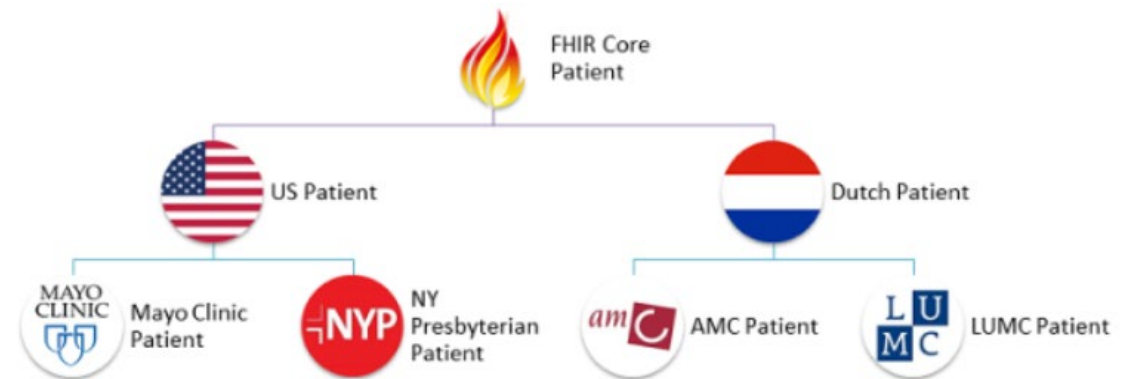 FHIR Core
Patient
US Patient
Dutch Patient
MAYO
CLINIC
Mayo Clinic
Patient
NYP
NY
Presbyterian
Patient
amC
AMC Patient
L U
M C
LUMC Patient